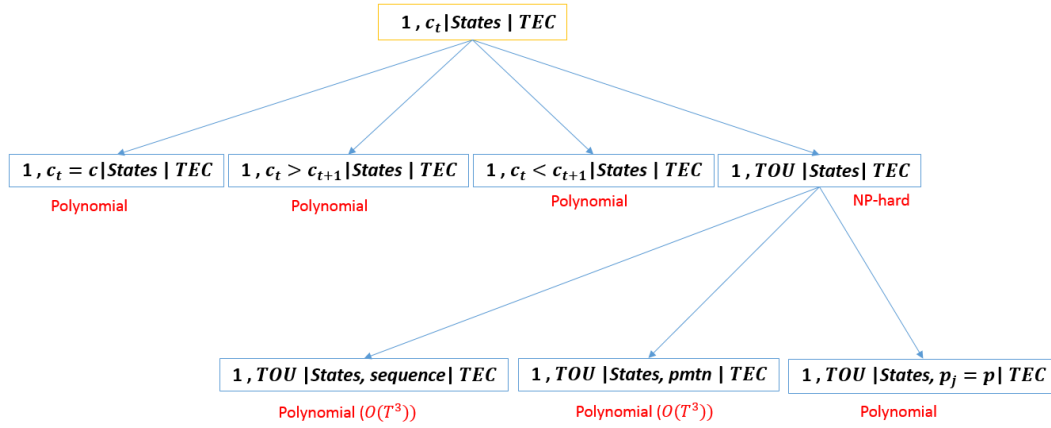 1 , c_t |States | TEC
1 , c_t = c|States | TEC
1 , c_t > c_{t+1} |States | TEC
1 , c_t < c_{t+1} |States | TEC
1 , TOU |States| TEC
Polynomial
Polynomial
Polynomial
NP-hard
1 , TOU |States, sequence| TEC
1 , TOU |States, pmtn | TEC
1 , TOU |States, p_j = p| TEC
Polynomial (O(T^3))
Polynomial (O(T^3))
Polynomial